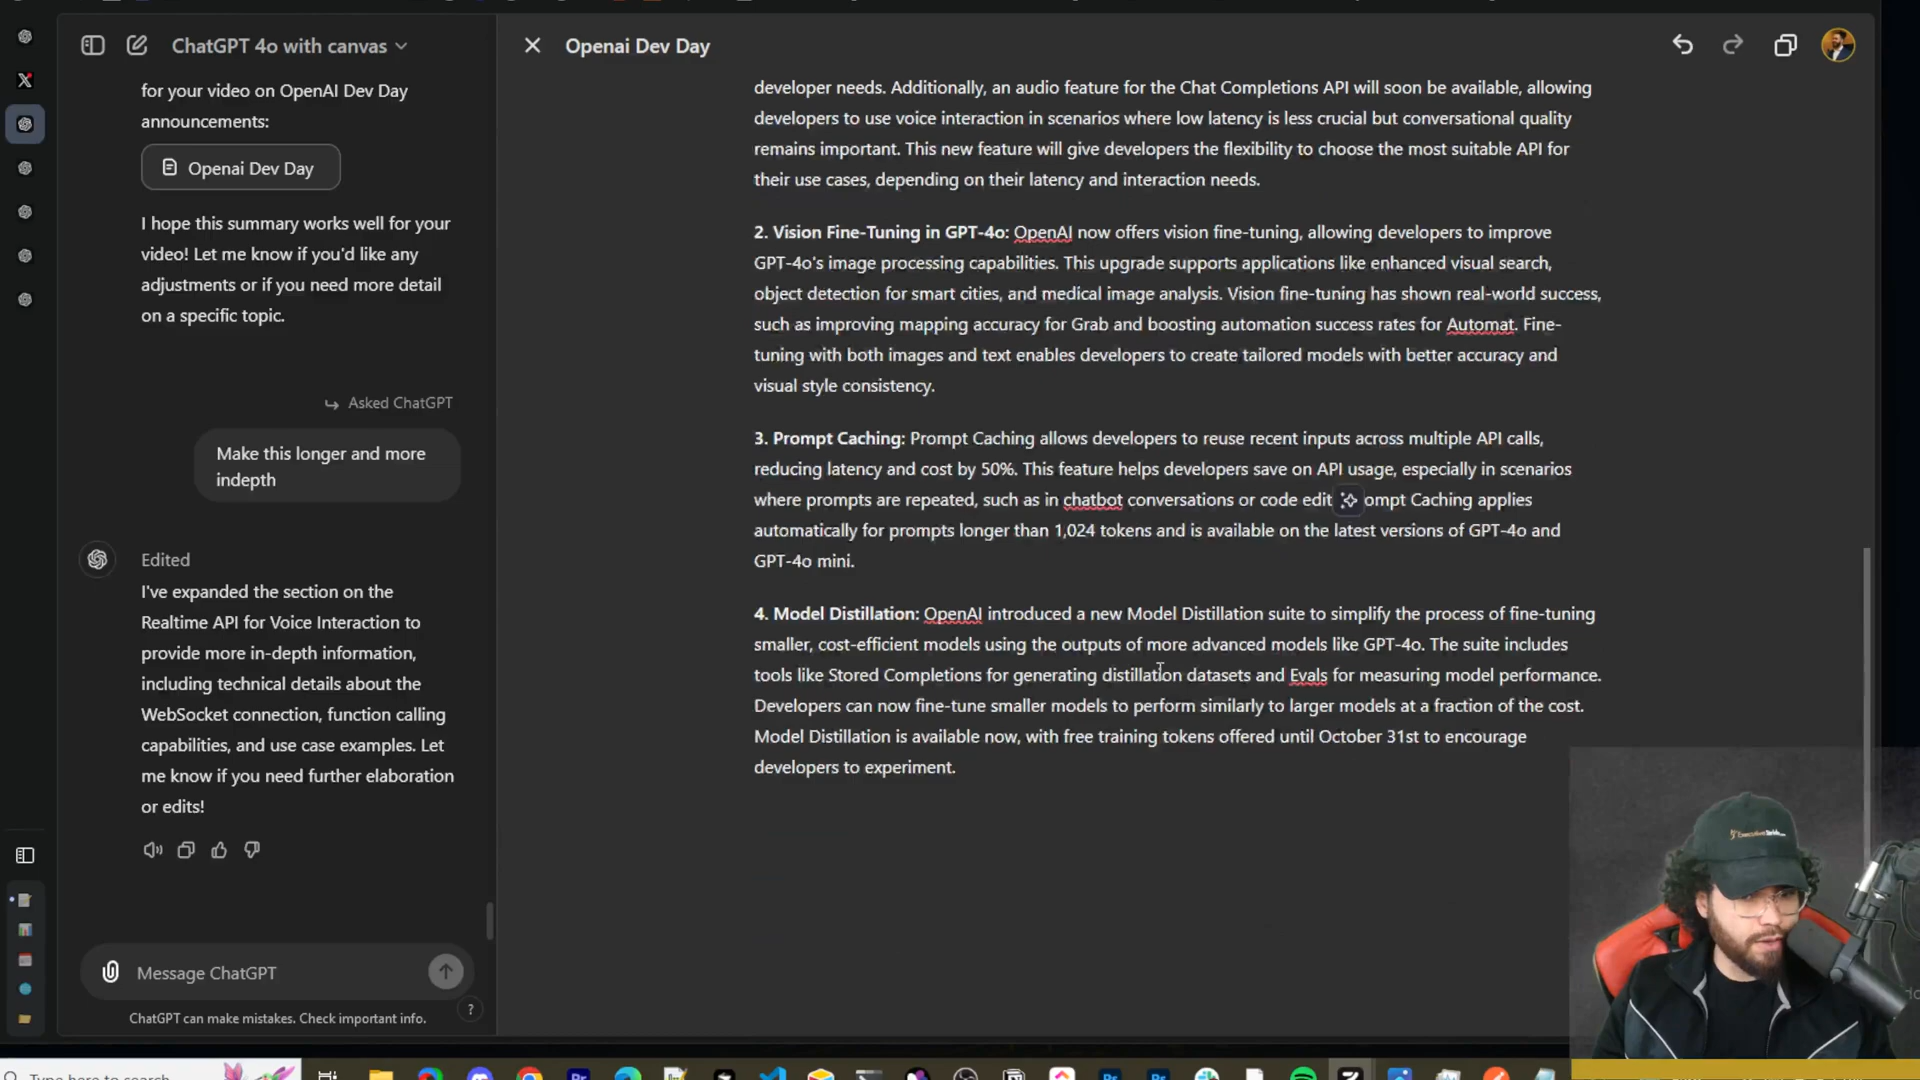 ChatGPT 4o with canvas
for your video on OpenAI Dev Day
announcements:
Openai Dev Day
I hope this summary works well for your
video! Let me know if you'd like any
adjustments or if you need more detail
on a specific topic.
Asked ChatGPT
Make this longer and more
indepth
Edited
I've expanded the section on the
Realtime API for Voice Interaction to
provide more in-depth information,
including technical details about the
WebSocket connection, function calling
capabilities, and use case examples. Let
me know if you need further elaboration
or edits!
Message ChatGPT
ChatGPT can make mistakes. Check important info.
?
Openai Dev Day
developer needs. Additionally, an audio feature for the Chat Completions API will soon be available, allowing
developers to use voice interaction in scenarios where low latency is less crucial but conversational quality
remains important. This new feature will give developers the flexibility to choose the most suitable API for
their use cases, depending on their latency and interaction needs.
2. Vision Fine-Tuning in GPT-4o: OpenAI now offers vision fine-tuning, allowing developers to improve
GPT-4o's image processing capabilities. This upgrade supports applications like enhanced visual search,
object detection for smart cities, and medical image analysis. Vision fine-tuning has shown real-world success,
such as improving mapping accuracy for Grab and boosting automation success rates for Automat. Fine-
tuning with both images and text enables developers to create tailored models with better accuracy and
visual style consistency.
3. Prompt Caching: Prompt Caching allows developers to reuse recent inputs across multiple API calls,
reducing latency and cost by 50%. This feature helps developers save on API usage, especially in scenarios
where prompts are repeated, such as in chatbot conversations or code edit ompt Caching applies
automatically for prompts longer than 1,024 tokens and is available on the latest versions of GPT-4o and
GPT-4o mini.
4. Model Distillation: OpenAI introduced a new Model Distillation suite to simplify the process of fine-tuning
smaller, cost-efficient models using the outputs of more advanced models like GPT-4o. The suite includes
tools like Stored Completions for generating distillation datasets and Evals for measuring model performance.
Developers can now fine-tune smaller models to perform similarly to larger models at a fraction of the cost.
Model Distillation is available now, with free training tokens offered until October 31st to encourage
developers to experiment.
Type here to search